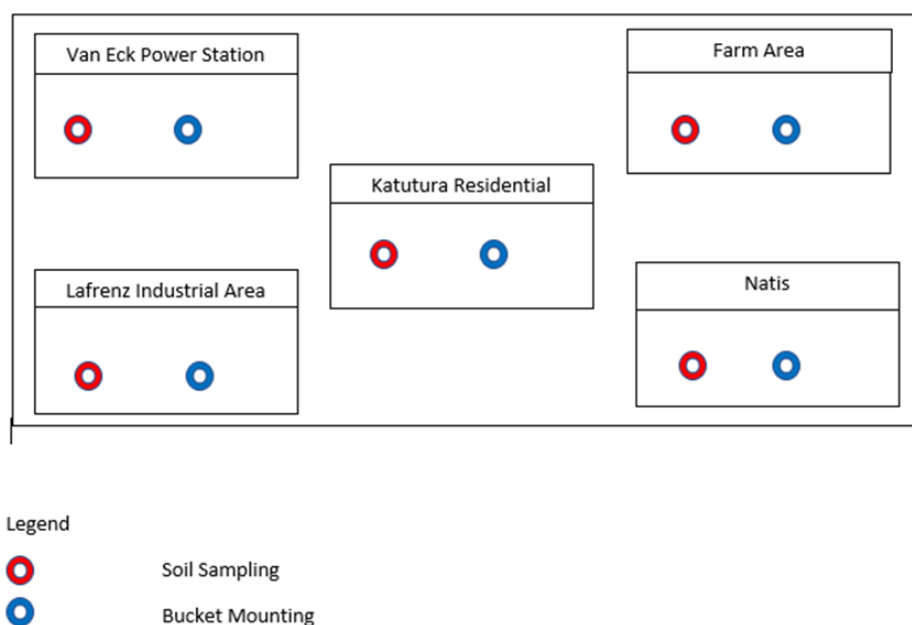 Van Eck Power Station
Farm Area
Katutura Residential
Lafrenz Industrial Area
Natis
Legend
Soil Sampling
Bucket Mounting